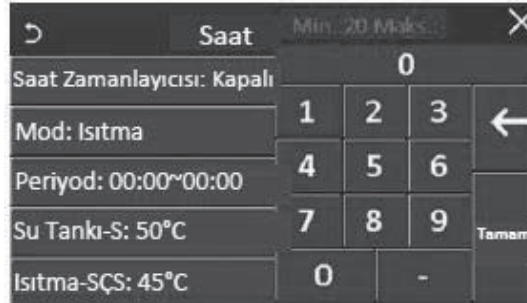 Saat
Min.:20 Maks.:
0
Saat Zamanlayıcısı: Kapalı
Mod: Isıtma
Periyod: 00:00~00:00
Su Tankı-S: 50°C
Isıtma-SÇS: 45°C
1 2 3
4 5 6
7 8 9
Tamam
0 -